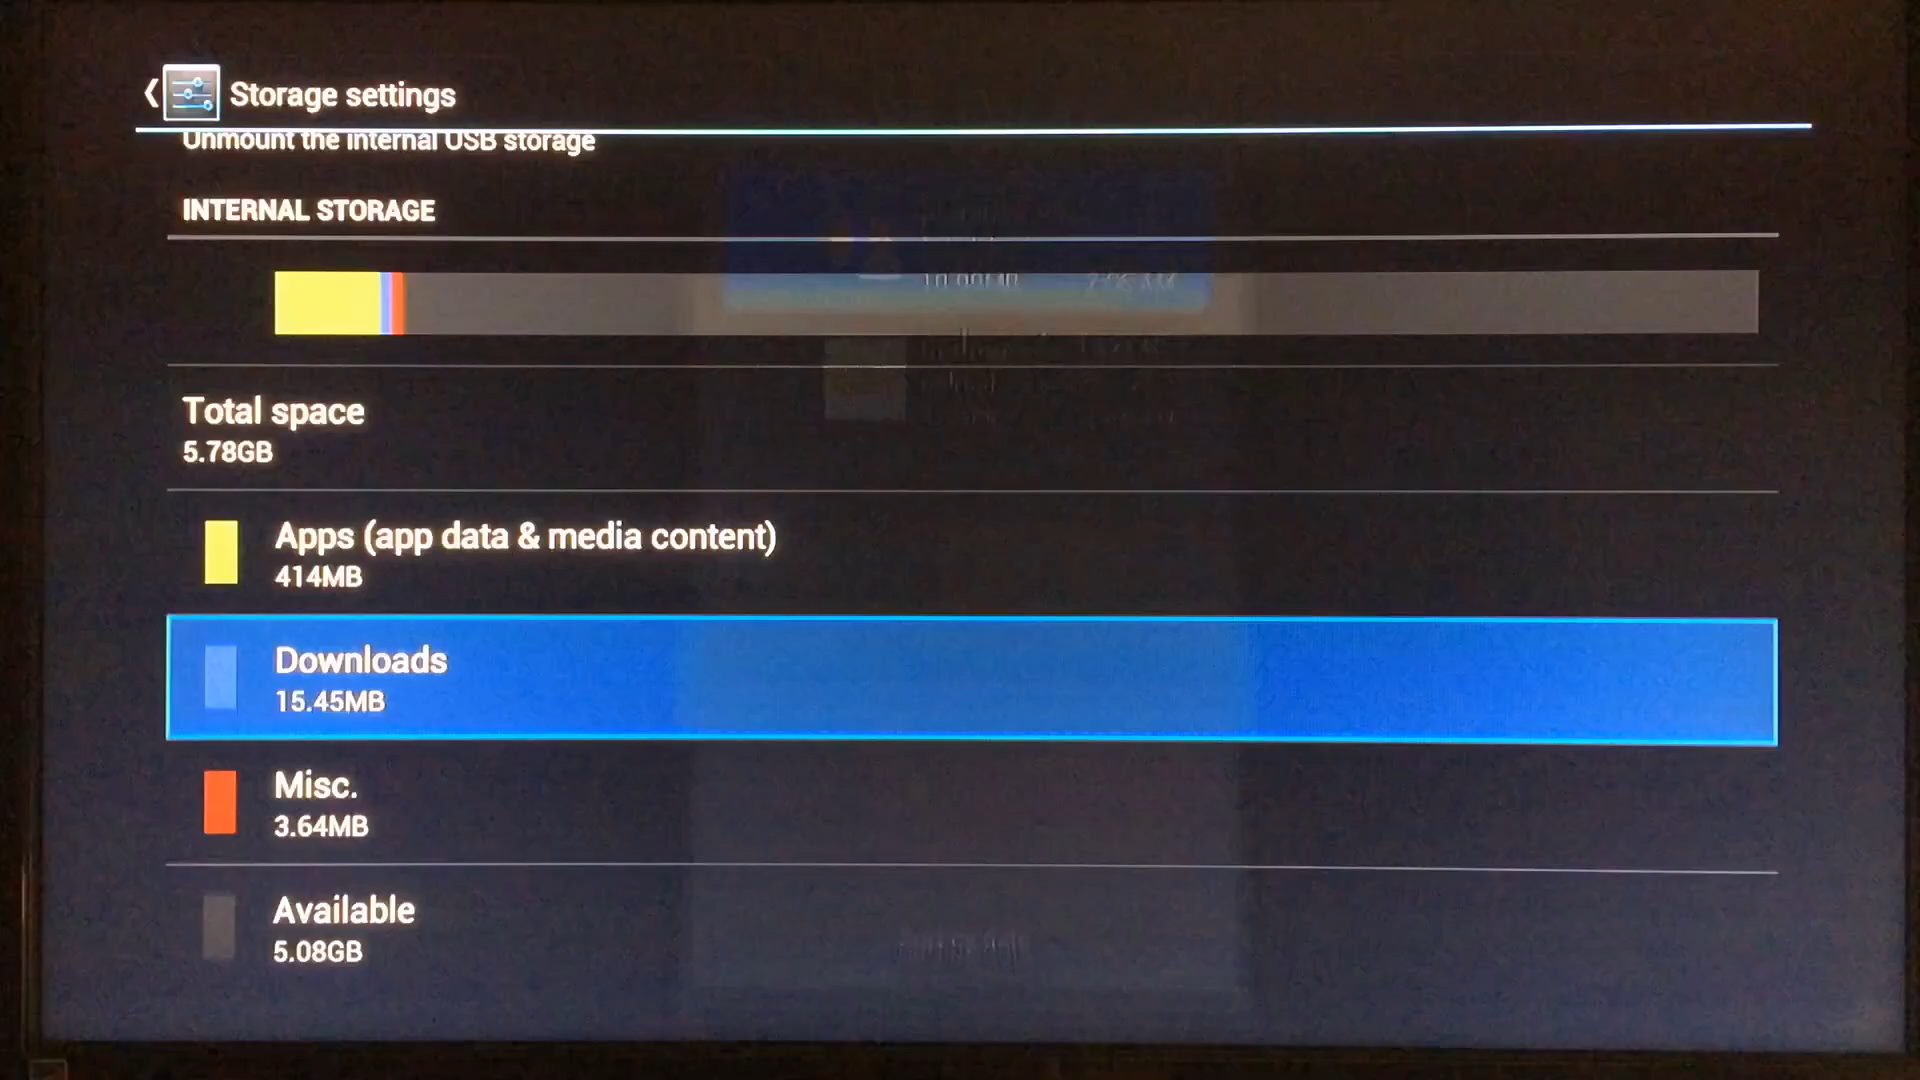 Storage settings
Unmount the internal USB storage
INTERNAL STORAGE
Total space
5.78GB
Apps (app data & media content)
414MB
Downloads
15.45MB
Misc.
3.64MB
Available
5.08GB